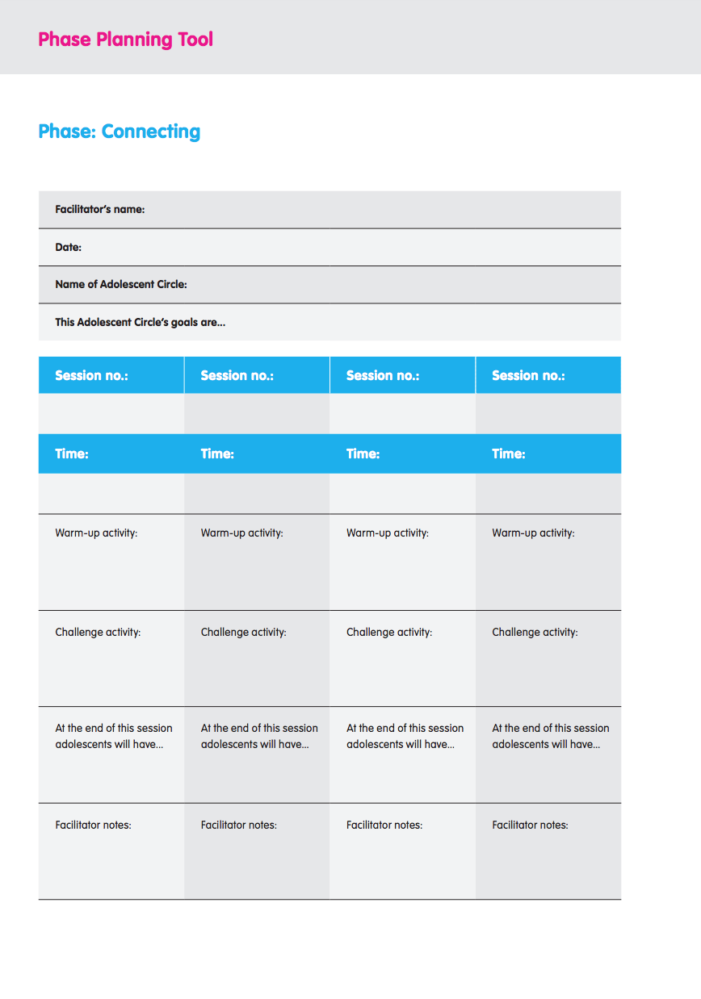 Phase Planning Tool
Phase: Connecting
Facilitator’s name:
Date:
Name of Adolescent Circle:
This Adolescent Circle’s goals are...
Session no.: Session no.: Session no.: Session no.:
Time: Time: Time: Time:
Warm-up activity: Warm-up activity: Warm-up activity: Warm-up activity:
Challenge activity: Challenge activity: Challenge activity: Challenge activity:
At the end of this session At the end of this session At the end of this session At the end of this session
adolescents will have... adolescents will have... adolescents will have... adolescents will have...
Facilitator notes: Facilitator notes: Facilitator notes: Facilitator notes: